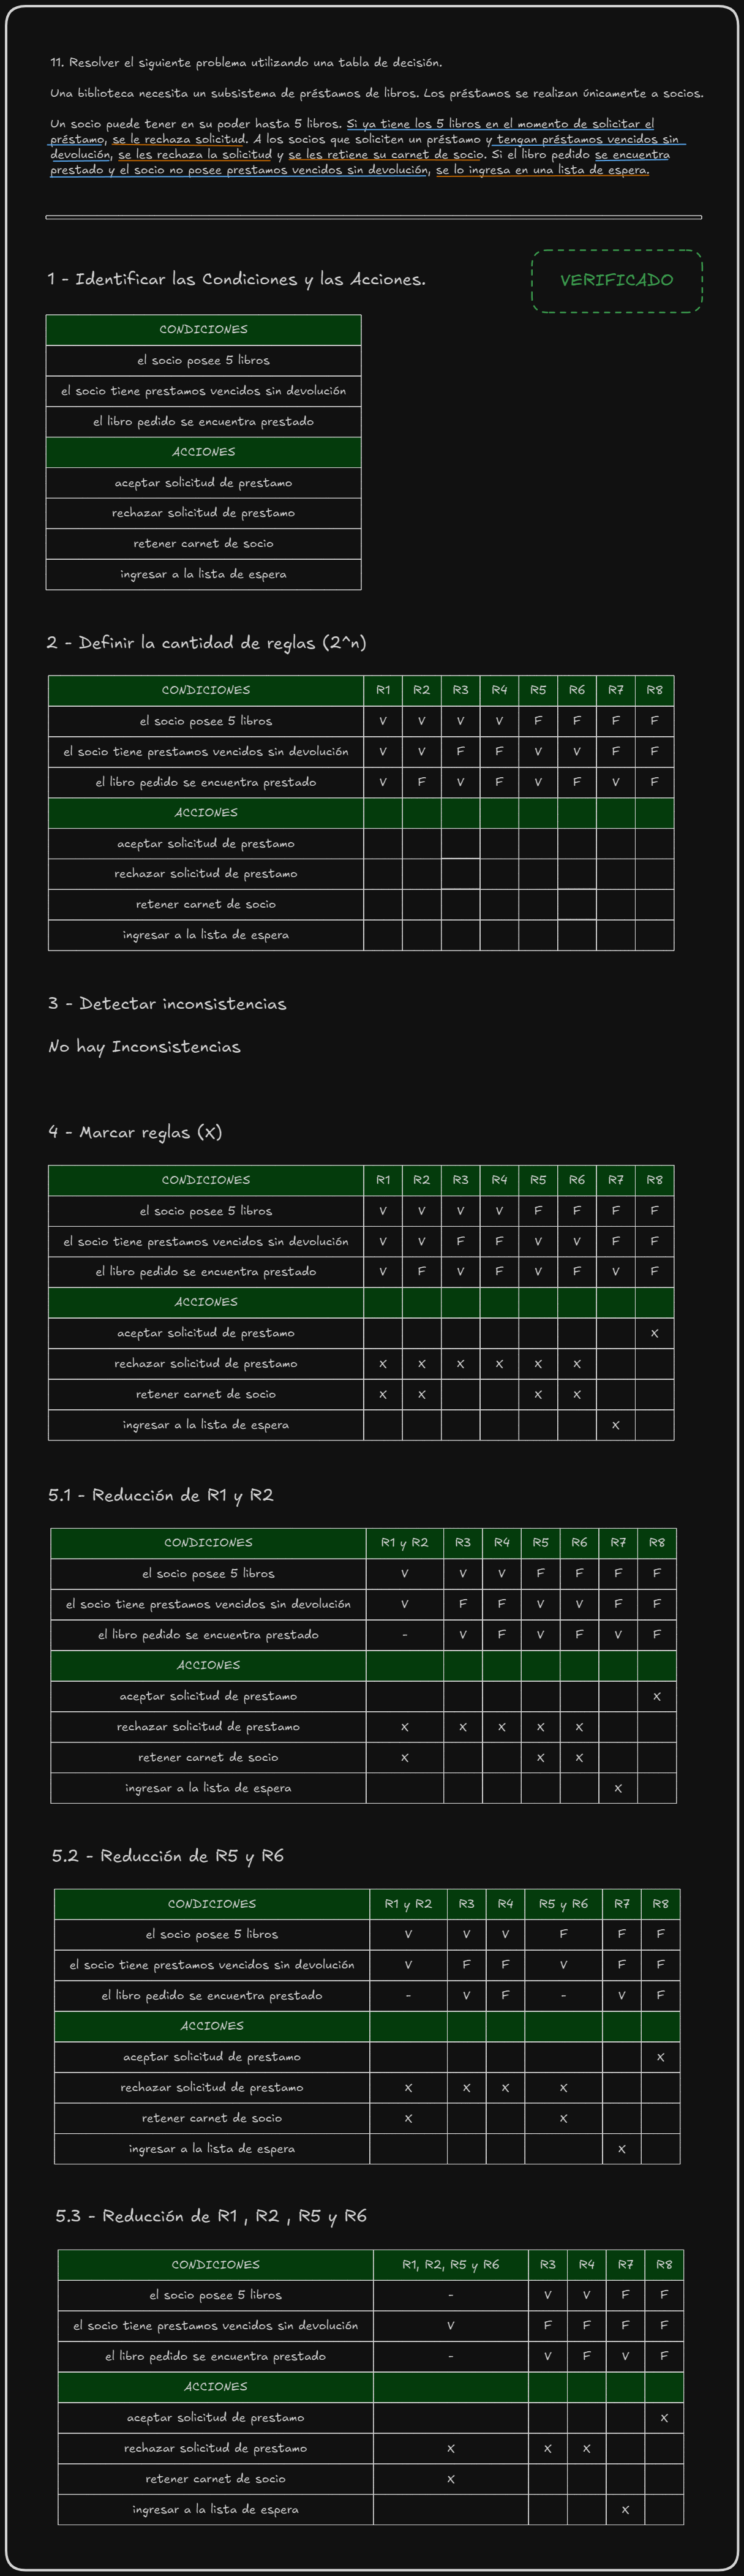 11. Resolver el siguiente problema utilizando una tabla de decisión.
Una biblioteca necesita un subsistema de préstamos de libros. Los préstamos se realizan únicamente a socios.
Un socio puede tener en su poder hasta 5 libros. Si ya tiene los 5 libros en el momento de solicitar el
préstamo, se le rechaza solicitud. A los socios que soliciten un préstamo y tengan préstamos vencidos sin
devolución, se les rechaza la solicitud y se les retiene su carnet de socio. Si el libro pedido se encuentra
prestado y el socio no posee prestamos vencidos sin devolución, se lo ingresa en una lista de espera.
1 - Identificar las Condiciones y las Acciones.
VERIFICADO
CONDICIONES
el socio posee 5 libros
el socio tiene prestamos vencidos sin devolución
el libro pedido se encuentra prestado
ACCIONES
aceptar solicitud de prestamo
rechazar solicitud de prestamo
retener carnet de socio
ingresar a la lista de espera
2 - Definir la cantidad de reglas (2^n)
CONDICIONES R1 R2 R3 R4 R5 R6 R7 R8
el socio posee 5 libros V V V V F F F F
el socio tiene prestamos vencidos sin devolución V V F F V V F F
el libro pedido se encuentra prestado V F V F V F V F
ACCIONES
aceptar solicitud de prestamo
rechazar solicitud de prestamo
retener carnet de socio
ingresar a la lista de espera
3 - Detectar inconsistencias
No hay Inconsistencias
4 - Marcar reglas (X)
CONDICIONES R1 R2 R3 R4 R5 R6 R7 R8
el socio posee 5 libros V V V V F F F F
el socio tiene prestamos vencidos sin devolución V V F F V V F F
el libro pedido se encuentra prestado V F V F V F V F
ACCIONES
aceptar solicitud de prestamo X
rechazar solicitud de prestamo X X X X X X
retener carnet de socio X X X X
ingresar a la lista de espera X
5.1 - Reducción de R1 y R2
CONDICIONES R1 y R2 R3 R4 R5 R6 R7 R8
el socio posee 5 libros V V V F F F F
el socio tiene prestamos vencidos sin devolución V F F V V F F
el libro pedido se encuentra prestado - V F V F V F
ACCIONES
aceptar solicitud de prestamo X
rechazar solicitud de prestamo X X X X X
retener carnet de socio X X X
ingresar a la lista de espera X
5.2 - Reducción de R5 y R6
CONDICIONES R1 y R2 R3 R4 R5 y R6 R7 R8
el socio posee 5 libros V V V F F F
el socio tiene prestamos vencidos sin devolución V F F V F F
el libro pedido se encuentra prestado - V F - V F
ACCIONES
aceptar solicitud de prestamo X
rechazar solicitud de prestamo X X X X
retener carnet de socio X X
ingresar a la lista de espera X
5.3 - Reducción de R1 , R2 , R5 y R6
CONDICIONES R1, R2, R5 y R6 R3 R4 R7 R8
el socio posee 5 libros - V V F F
el socio tiene prestamos vencidos sin devolución V F F F F
el libro pedido se encuentra prestado - V F V F
ACCIONES
aceptar solicitud de prestamo X
rechazar solicitud de prestamo X X X
retener carnet de socio X
ingresar a la lista de espera X